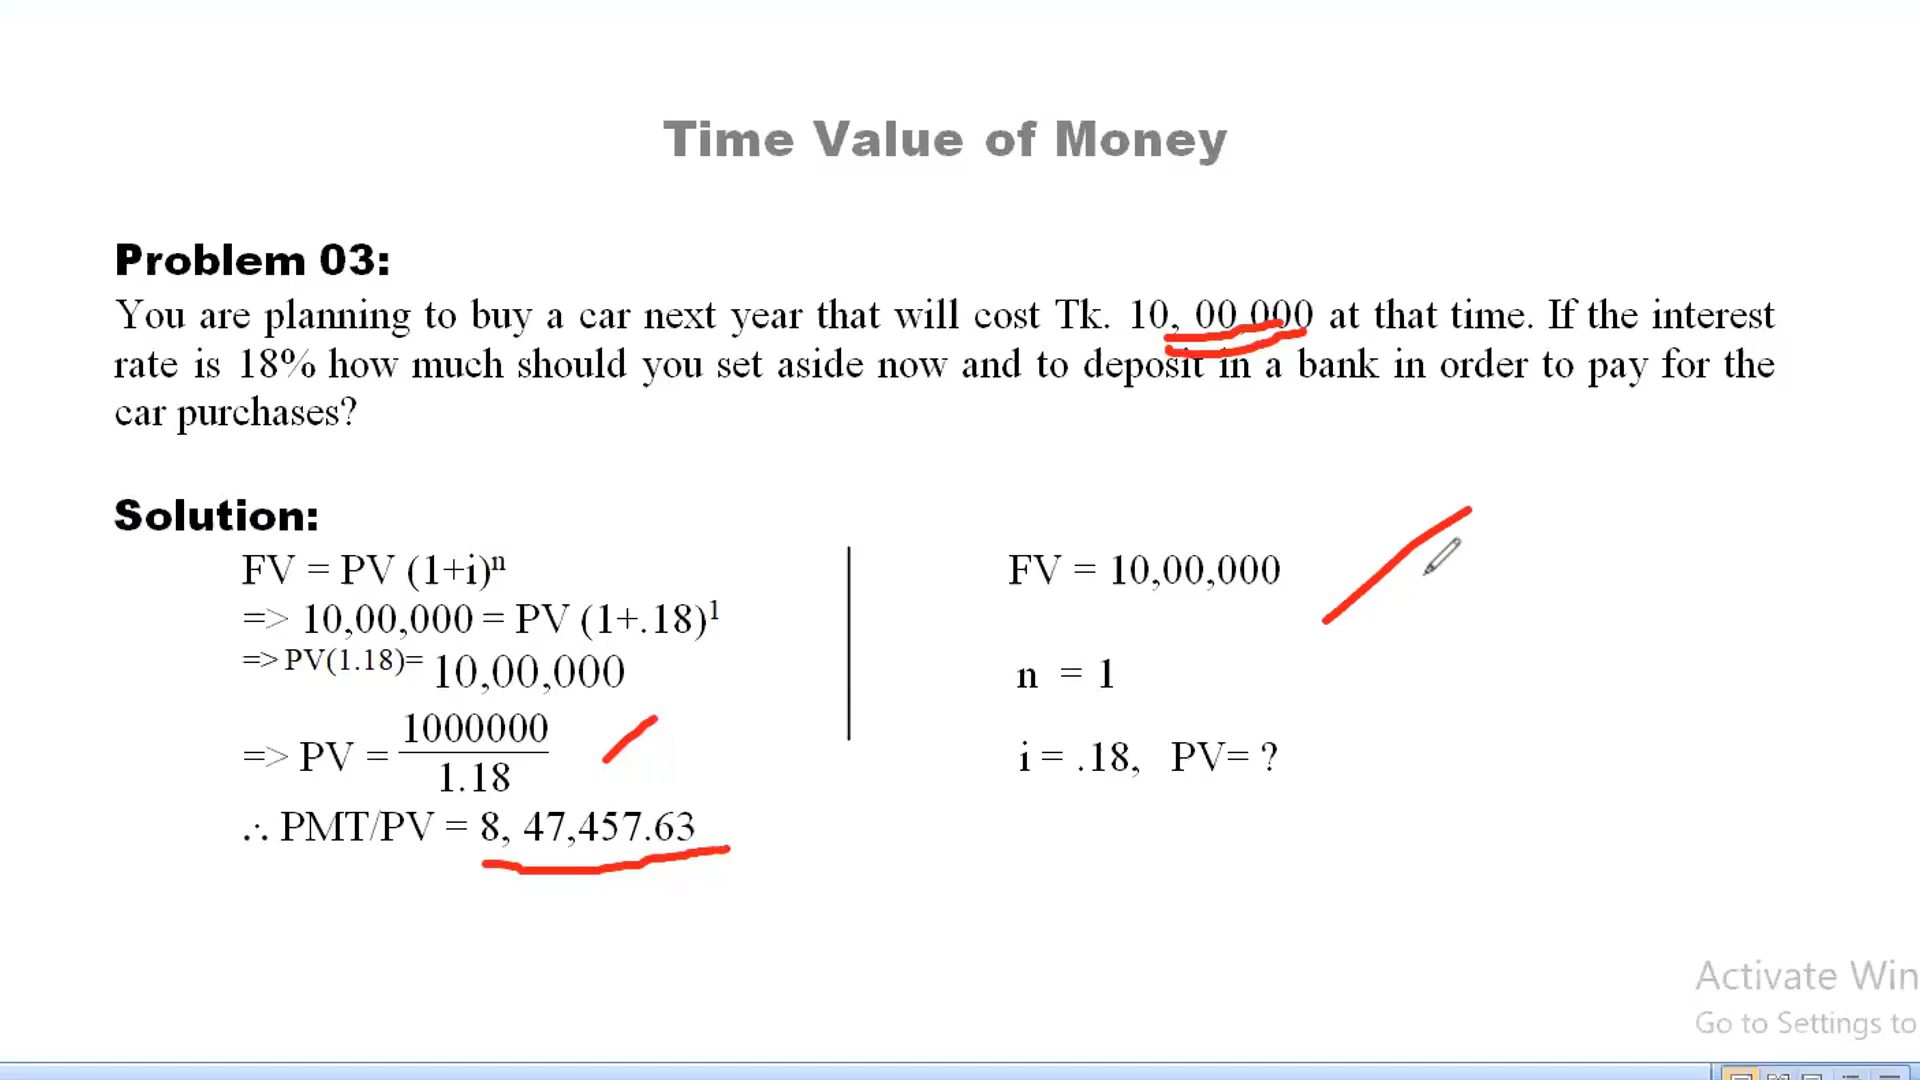 Time Value of Money
Problem 03:
You are planning to buy a car next year that will cost Tk. 10, 00,000 at that time. If the interest
rate is 18% how much should you set aside now and to deposit in a bank in order to pay for the
car purchases?
Solution:
FV = PV (1+i)ⁿ
=> 10,00,000 = PV (1+.18)¹
=> PV(1.18)= 10,00,000
=> PV = 1000000
1.18
∴ PMT/PV = 8, 47,457.63
FV = 10,00,000
n = 1
i = .18, PV= ?
Activate Win
Go to Settings to